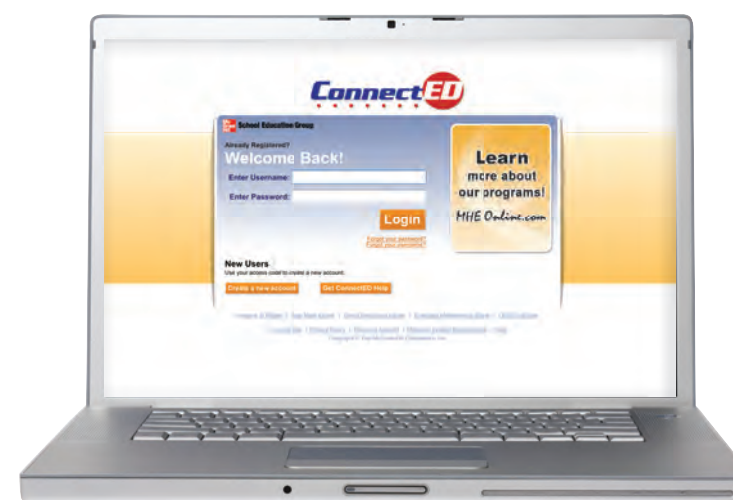 ConnectED
School Education Group
Already Registered?
Welcome Back!
Enter Username:
Enter Password:
Login
Forgot your password?
Forgot your username?
New Users
Use your access code to create a new account.
Create a new account
Get ConnectED Help
Learn
more about
our programs!
MHEOnline.com